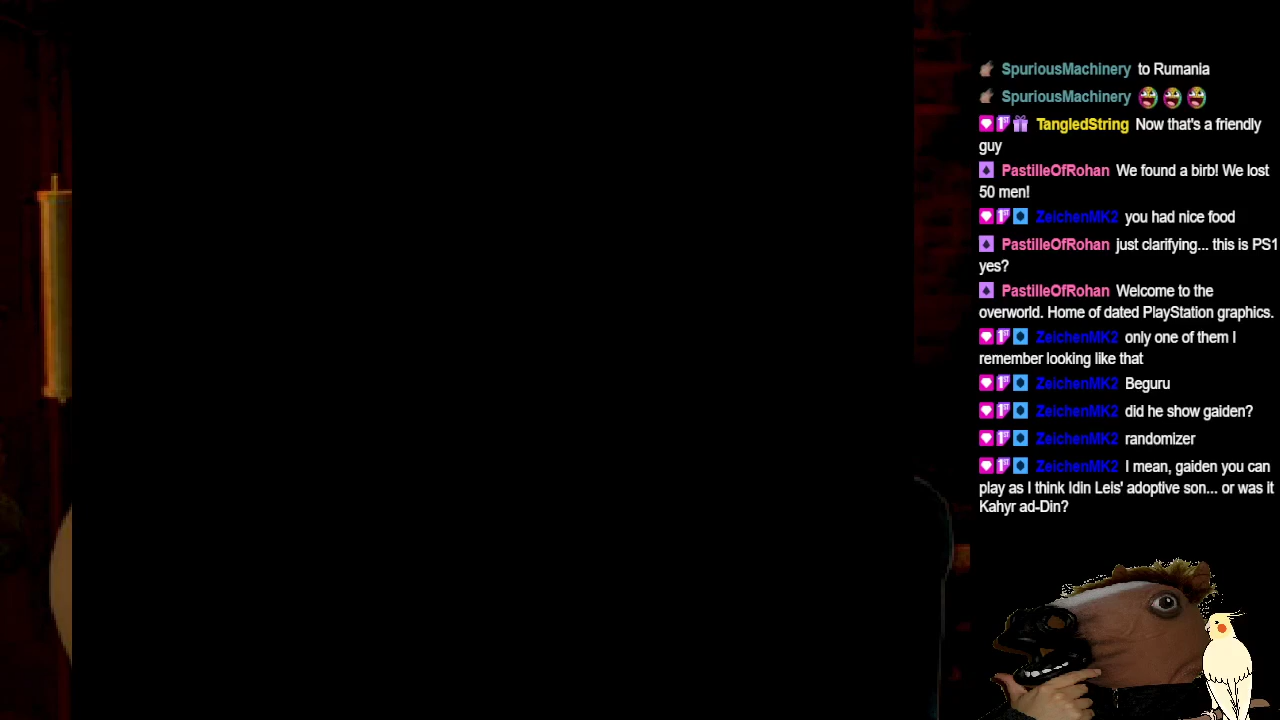 SpuriousMachinery to Rumania
SpuriousMachinery
TangledString Now that's a friendly
guy
PastilleOfRohan We found a birb! We lost
50 men!
ZeichenMK2 you had nice food
PastilleOfRohan just clarifying... this is PS1
yes?
PastilleOfRohan Welcome to the
overworld. Home of dated PlayStation graphics.
ZeichenMK2 only one of them I
remember looking like that
ZeichenMK2 Beguru
ZeichenMK2 did he show gaiden?
ZeichenMK2 randomizer
ZeichenMK2 I mean, gaiden you can
play as I think Idin Leis' adoptive son... or was it
Kahyr ad-Din?